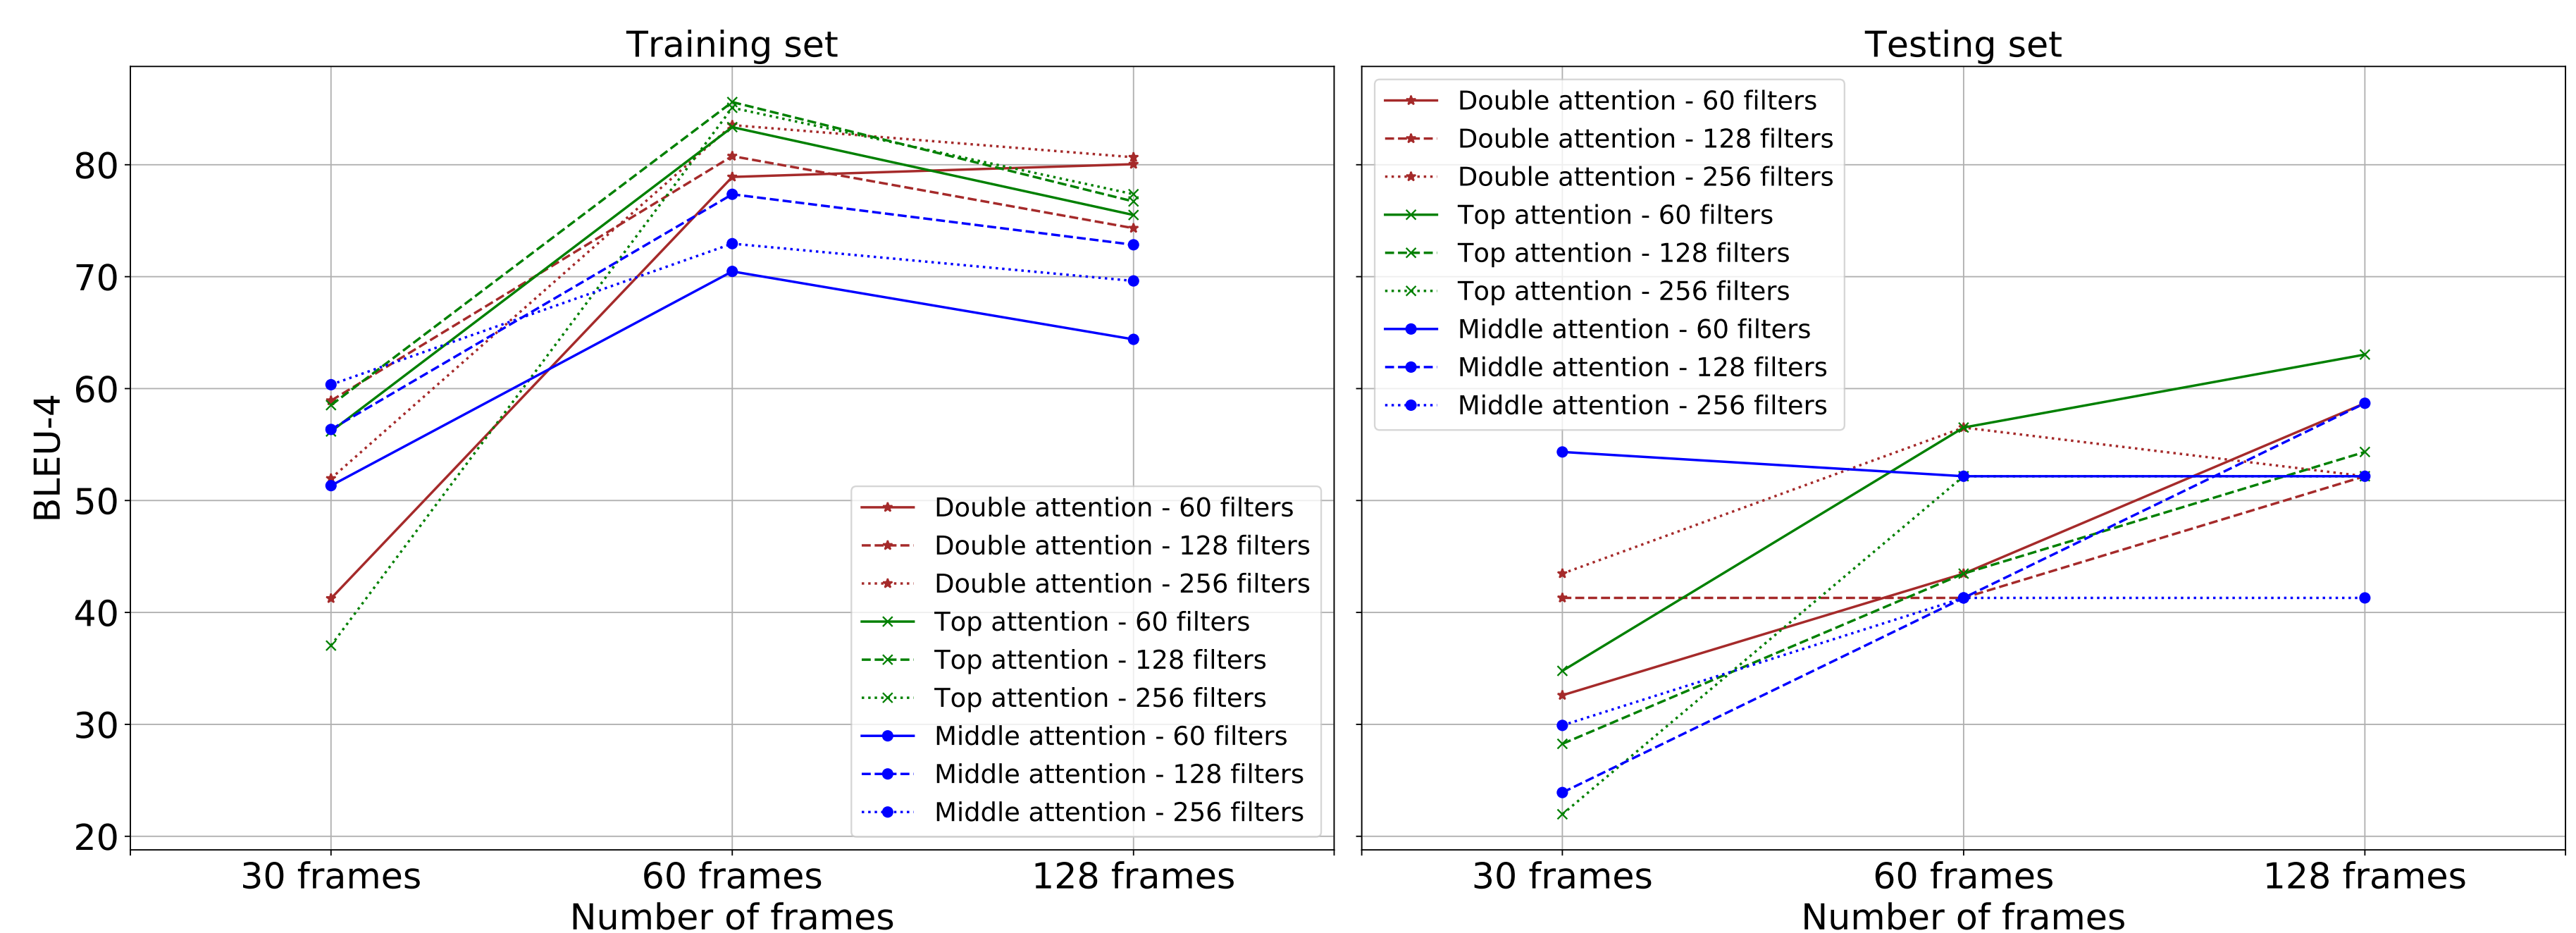 Training set
BLEU-4
80
70
60
50
40
30
20
Double attention - 60 filters
Double attention - 128 filters
Double attention - 256 filters
Top attention - 60 filters
Top attention - 128 filters
Top attention - 256 filters
Middle attention - 60 filters
Middle attention - 128 filters
Middle attention - 256 filters
30 frames
60 frames
128 frames
Number of frames
Testing set
Double attention - 60 filters
Double attention - 128 filters
Double attention - 256 filters
Top attention - 60 filters
Top attention - 128 filters
Top attention - 256 filters
Middle attention - 60 filters
Middle attention - 128 filters
Middle attention - 256 filters
30 frames
60 frames
128 frames
Number of frames